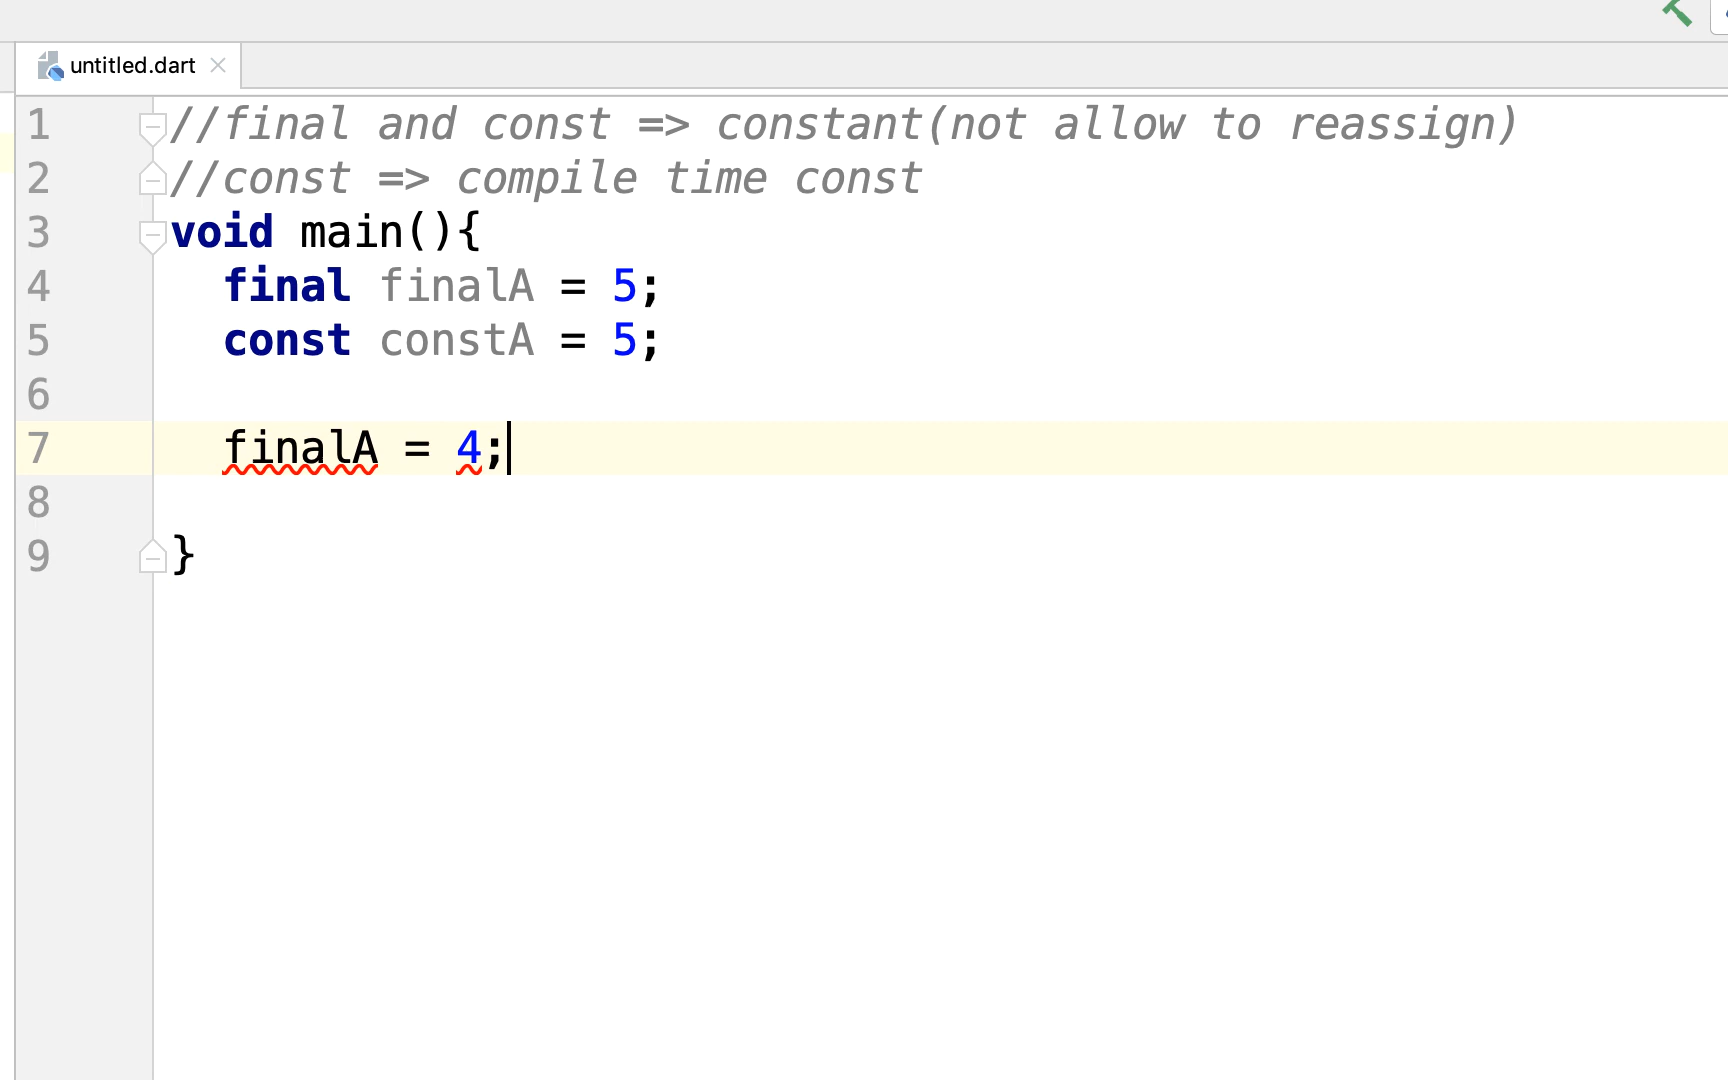 untitled.dart
1 //final and const => constant(not allow to reassign)
2 //const => compile time const
3 void main(){
4 final finalA = 5;
5 const constA = 5;
6
7 finalA = 4;
8
9 }